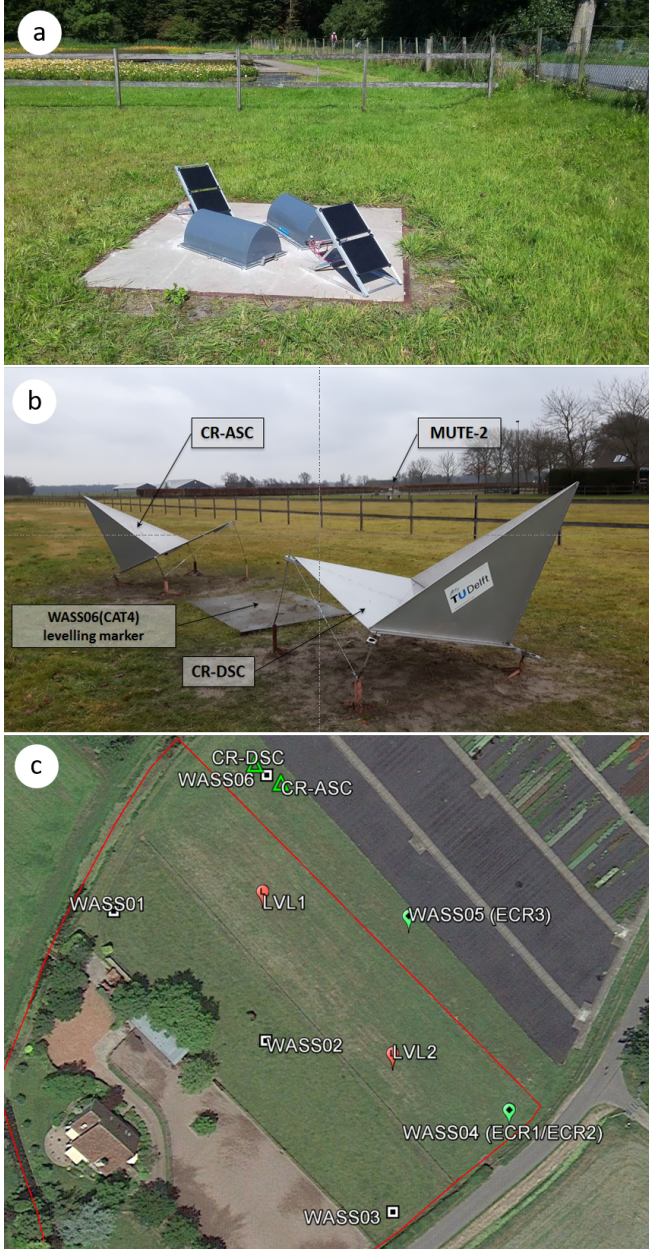 a
b
CR-ASC
MUTE-2
TU Delft
WASS06(CAT4)
levelling marker
CR-DSC
c
CR-DSC
WASS06
CR-ASC
LVL1
WASS01
WASS05 (ECR3)
WASS02
LVL2
WASS04 (ECR1/ECR2)
WASS03